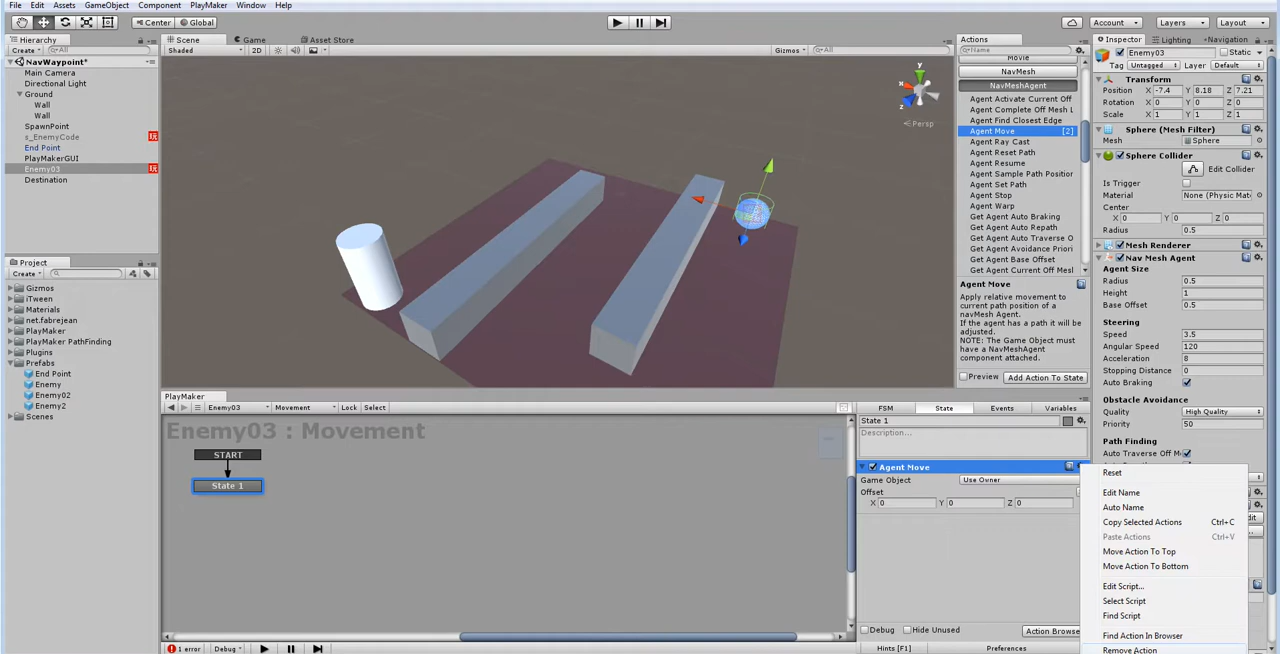 File Edit Assets GameObject Component PlayMaker Window Help
Center Global Account Layers Layout
Hierarchy
Create All
NavWaypoint*
Main Camera
Directional Light
Ground
Wall
Wall
SpawnPoint
s_EnemyCode
End Point
PlayMakerGUI
Enemy03
Destination
Project
Create
Gizmos
iTween
Materials
net.fabrejean
PlayMaker
PlayMaker PathFinding
Plugins
Prefabs
End Point
Enemy
Enemy02
Enemy2
Scenes
Scene Game Asset Store
Shaded 2D Gizmos All
y
x
z
Persp
PlayMaker
Enemy03 Movement Lock Select
Enemy03 : Movement
START
State 1
1 error Debug
Actions
Name
Movie
NavMesh
NavMeshAgent
Agent Activate Current Off
Agent Complete Off Mesh L
Agent Find Closest Edge
Agent Move [2]
Agent Ray Cast
Agent Reset Path
Agent Resume
Agent Sample Path Position
Agent Set Path
Agent Stop
Agent Warp
Get Agent Auto Braking
Get Agent Auto Repath
Get Agent Auto Traverse O
Get Agent Avoidance Priori
Get Agent Base Offset
Get Agent Current Off Mesl
Agent Move
Apply relative movement to
current path position of a
navMesh Agent.
If the agent has a path it will be
adjusted.
NOTE: The Game Object must
have a NavMeshAgent
component attached.
Preview Add Action To State
FSM State Events Variables
State 1
Description...
Agent Move
Game Object Use Owner
Offset
X 0 Y 0 Z 0
Debug Hide Unused Action Browse
Hints [F1] Preferences
Inspector Lighting Navigation
Enemy03 Static
Tag Untagged Layer Default
Transform
Position X -7.4 Y 8.18 Z 7.21
Rotation X 0 Y 0 Z 0
Scale X 1 Y 1 Z 1
Sphere (Mesh Filter)
Mesh Sphere
Sphere Collider
Edit Collider
Is Trigger
Material None (Physic Mat
Center
X 0 Y 0 Z 0
Radius 0.5
Mesh Renderer
Nav Mesh Agent
Agent Size
Radius 0.5
Height 1
Base Offset 0.5
Steering
Speed 3.5
Angular Speed 120
Acceleration 8
Stopping Distance 0
Auto Braking
Obstacle Avoidance
Quality High Quality
Priority 50
Path Finding
Auto Traverse Off M
Reset
Edit Name
Auto Name
Copy Selected Actions Ctrl+C
Paste Actions Ctrl+V
Move Action To Top
Move Action To Bottom
Edit Script...
Select Script
Find Script
Find Action In Browser
Remove Action